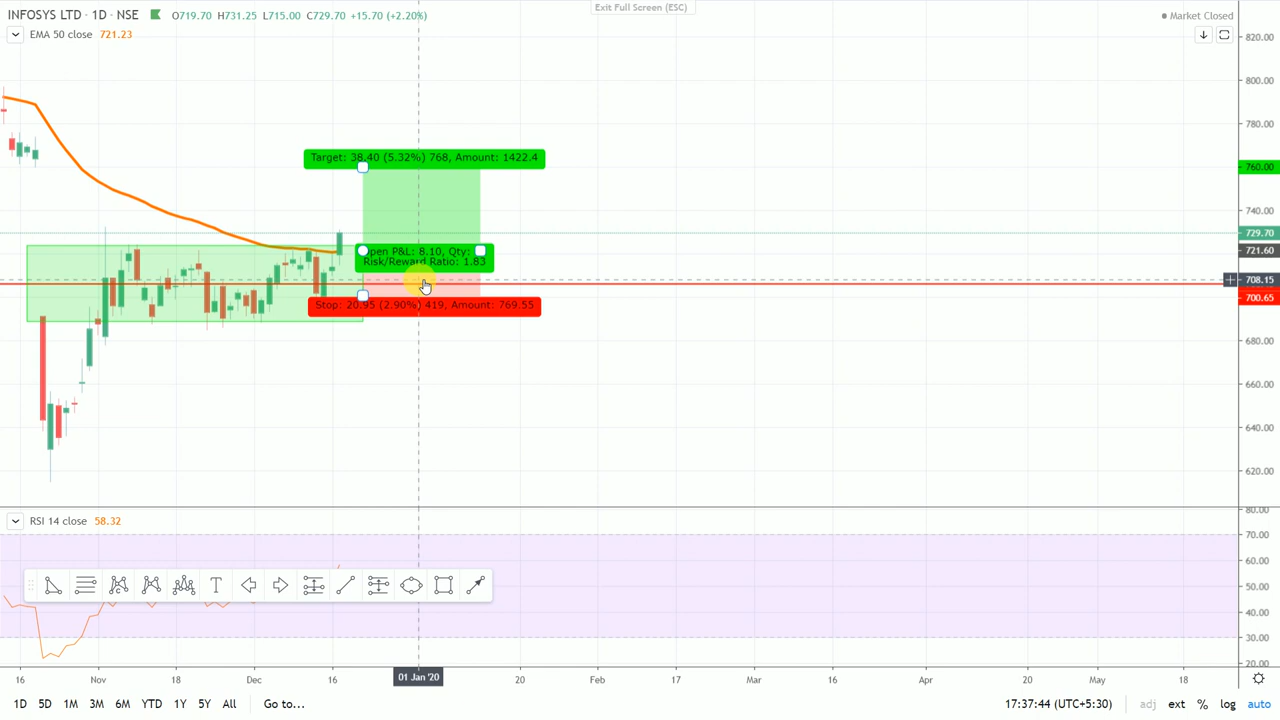 Exit Full Screen (ESC)
INFOSYS LTD · 1D · NSE O719.70 H731.25 L715.00 C729.70 +15.70 (+2.20%)
Market Closed
EMA 50 close 721.23
820.00
800.00
780.00
Target: 38.40 (5.32%) 768, Amount: 1422.4
760.00
740.00
729.70
Open P&L: 8.10, Qty:
721.60
Risk/Reward Ratio: 1.83
708.15
700.65
Stop: 20.95 (2.90%) 419, Amount: 769.55
680.00
660.00
640.00
620.00
80.00
RSI 14 close 58.32
70.00
60.00
50.00
40.00
30.00
20.00
16 Nov 18 Dec 16 01 Jan '20 20 Feb 17 Mar 16 Apr 18 May 18
1D 5D 1M 3M 6M YTD 1Y 5Y All Go to... 17:37:44 (UTC+5:30) adj ext % log auto